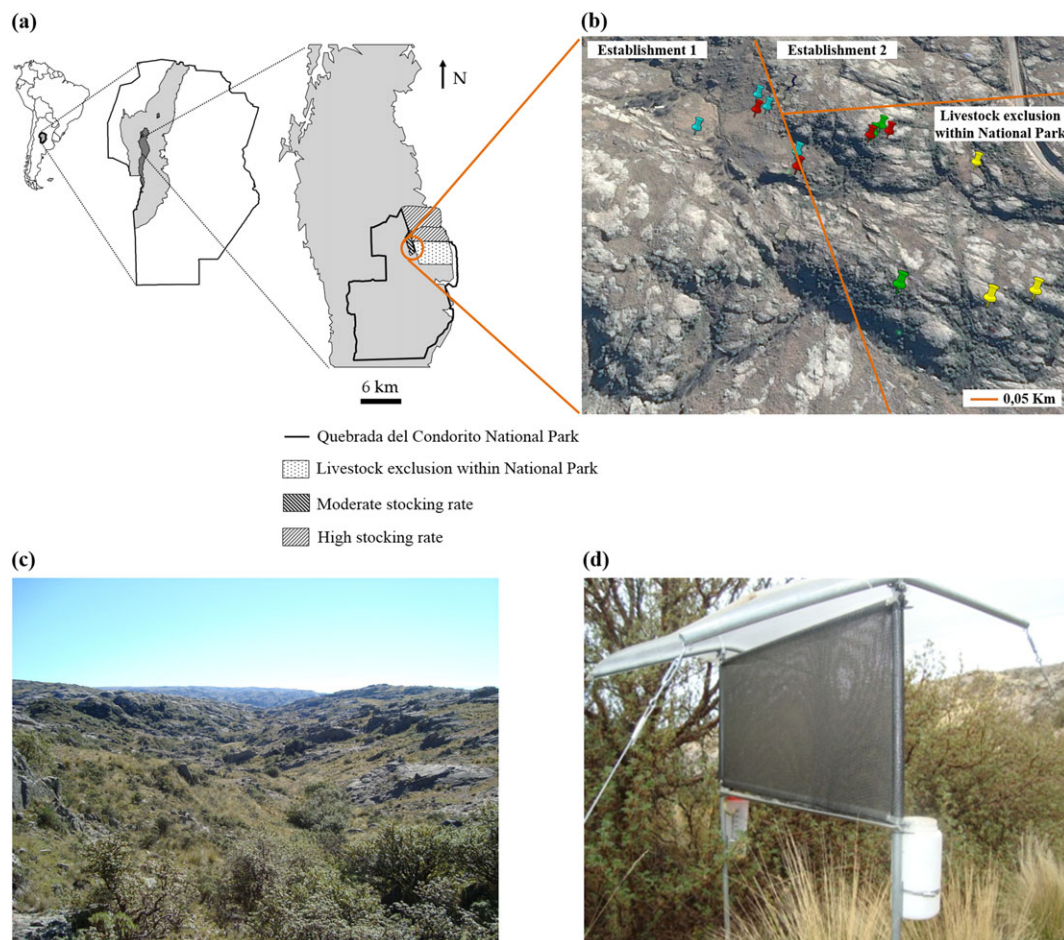 (a)
N
6 km
Quebrada del Condorito National Park
Livestock exclusion within National Park
Moderate stocking rate
High stocking rate
(b)
Establishment 1
Establishment 2
Livestock exclusion
within National Park
0,05 Km
(c)
(d)